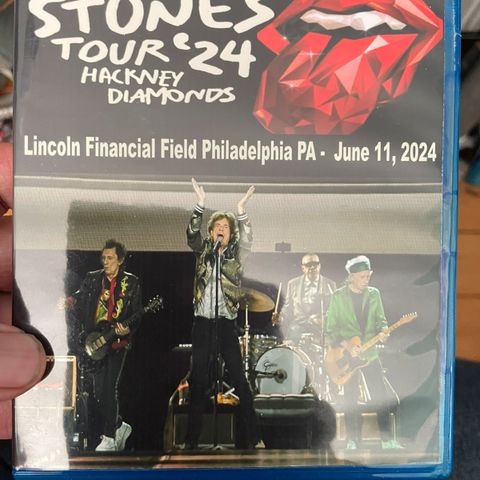 STONES
TOUR '24
HACKNEY
DIAMONDS
Lincoln Financial Field Philadelphia PA - June 11, 2024